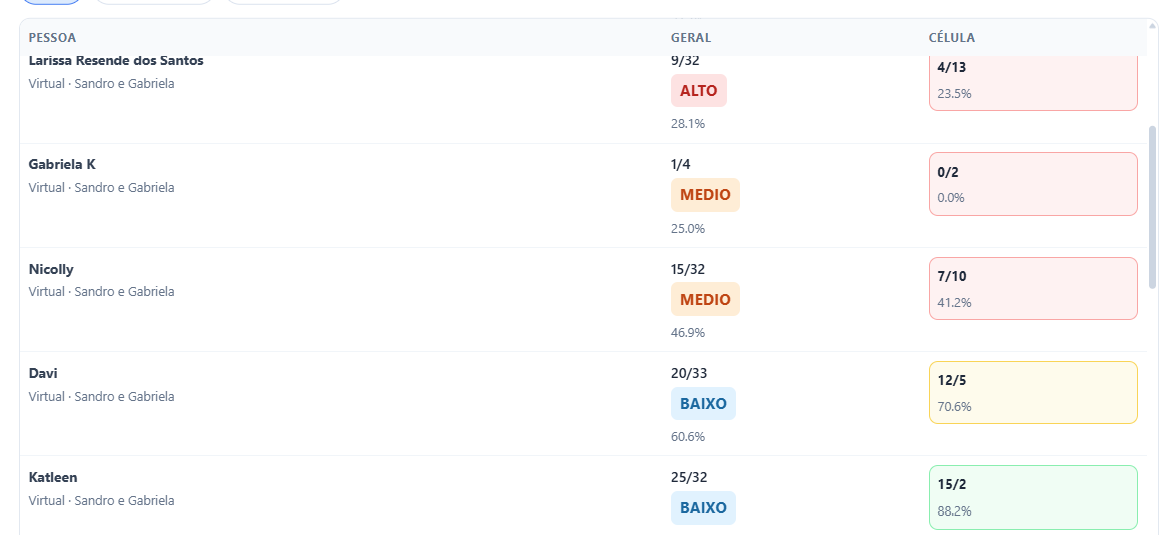 PESSOA GERAL CÉLULA
Larissa Resende dos Santos 9/32 4/13
Virtual · Sandro e Gabriela ALTO 23.5%
28.1%
Gabriela K 1/4 0/2
Virtual · Sandro e Gabriela MEDIO 0.0%
25.0%
Nicolly 15/32 7/10
Virtual · Sandro e Gabriela MEDIO 41.2%
46.9%
Davi 20/33 12/5
Virtual · Sandro e Gabriela BAIXO 70.6%
60.6%
Katleen 25/32 15/2
Virtual · Sandro e Gabriela BAIXO 88.2%